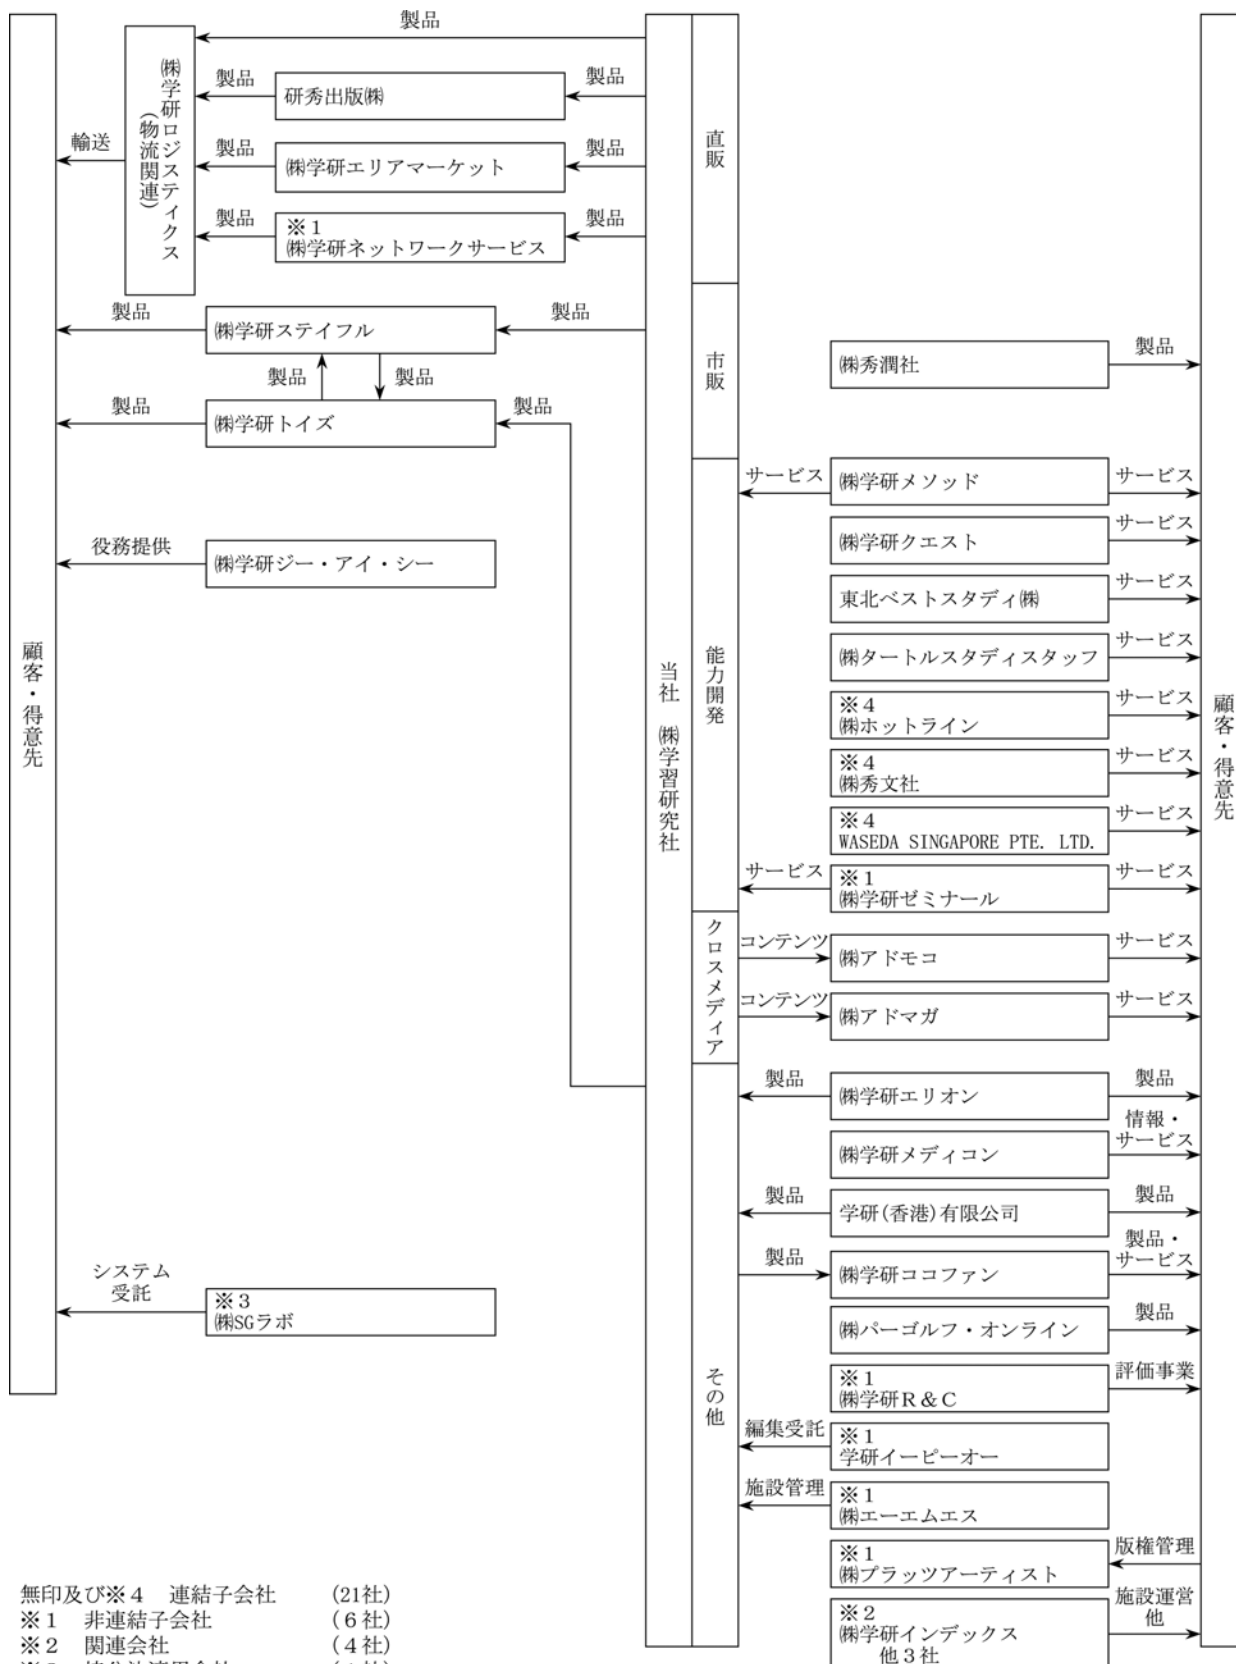 製品
㈱学研ロジスティクス
(物流関連)
輸送
製品
研秀出版㈱
製品
製品
㈱学研エリアマーケット
製品
製品
※1
㈱学研ネットワークサービス
製品
製品
㈱学研ステイフル
製品
製品
製品
製品
㈱学研トイズ
製品
役務提供
㈱学研ジー・アイ・シー
顧客・得意先
システム
受託
※3
㈱SGラボ
当社 ㈱学習研究社
直販
市販
能力開発
クロスメディア
その他
㈱秀潤社
製品
サービス
㈱学研メソッド
サービス
㈱学研クエスト
サービス
東北ベストスタディ㈱
サービス
㈱タートルスタディスタッフ
サービス
※4
㈱ホットライン
サービス
※4
㈱秀文社
サービス
※4
WASEDA SINGAPORE PTE. LTD.
サービス
サービス
※1
㈱学研ゼミナール
サービス
コンテンツ
㈱アドモコ
サービス
コンテンツ
㈱アドマガ
サービス
製品
㈱学研エリオン
製品
㈱学研メディコン
情報・
サービス
製品
学研(香港)有限公司
製品
製品
㈱学研ココファン
製品・
サービス
㈱パーゴルフ・オンライン
製品
※1
㈱学研R&C
評価事業
編集受託
※1
学研イーピーオー
施設管理
※1
㈱エーエムエス
※1
㈱プラッツアーティスト
版権管理
※2
㈱学研インデックス
他3社
施設運営
他
顧客・得意先
無印及び※4 連結子会社 (21社)
※1 非連結子会社 (6社)
※2 関連会社 (4社)